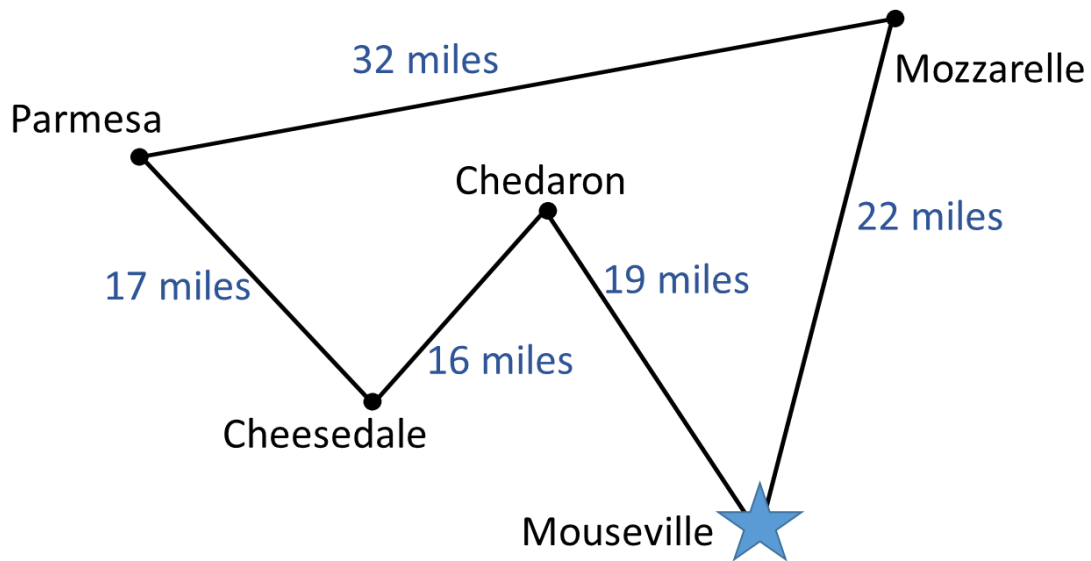 32 miles
Mozzarelle
Parmesa
Chedaron
22 miles
17 miles
19 miles
16 miles
Cheesedale
Mouseville